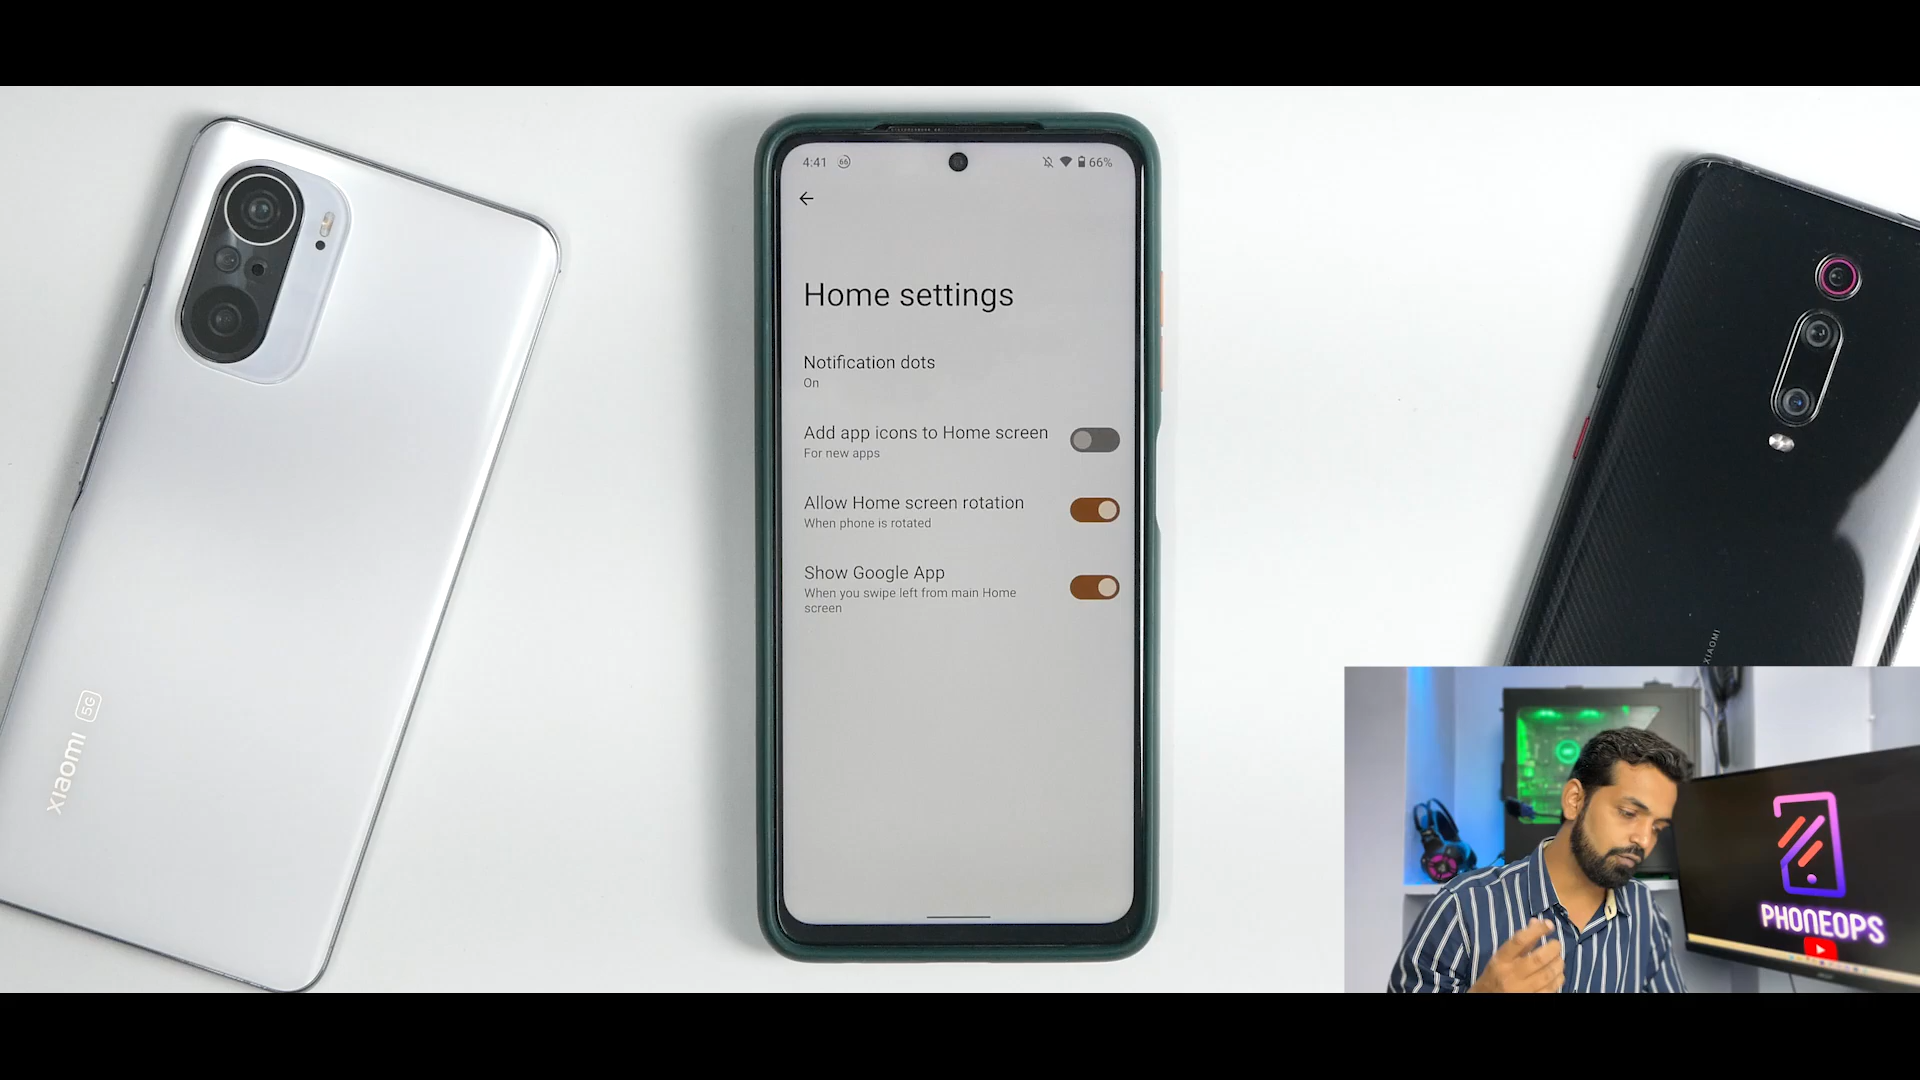 4:41 66 66%
Home settings
Notification dots
On
Add app icons to Home screen
For new apps
Allow Home screen rotation
When phone is rotated
Show Google App
When you swipe left from main Home
screen
xiaomi 5G
XIAOMI
PHONEOPS
acer